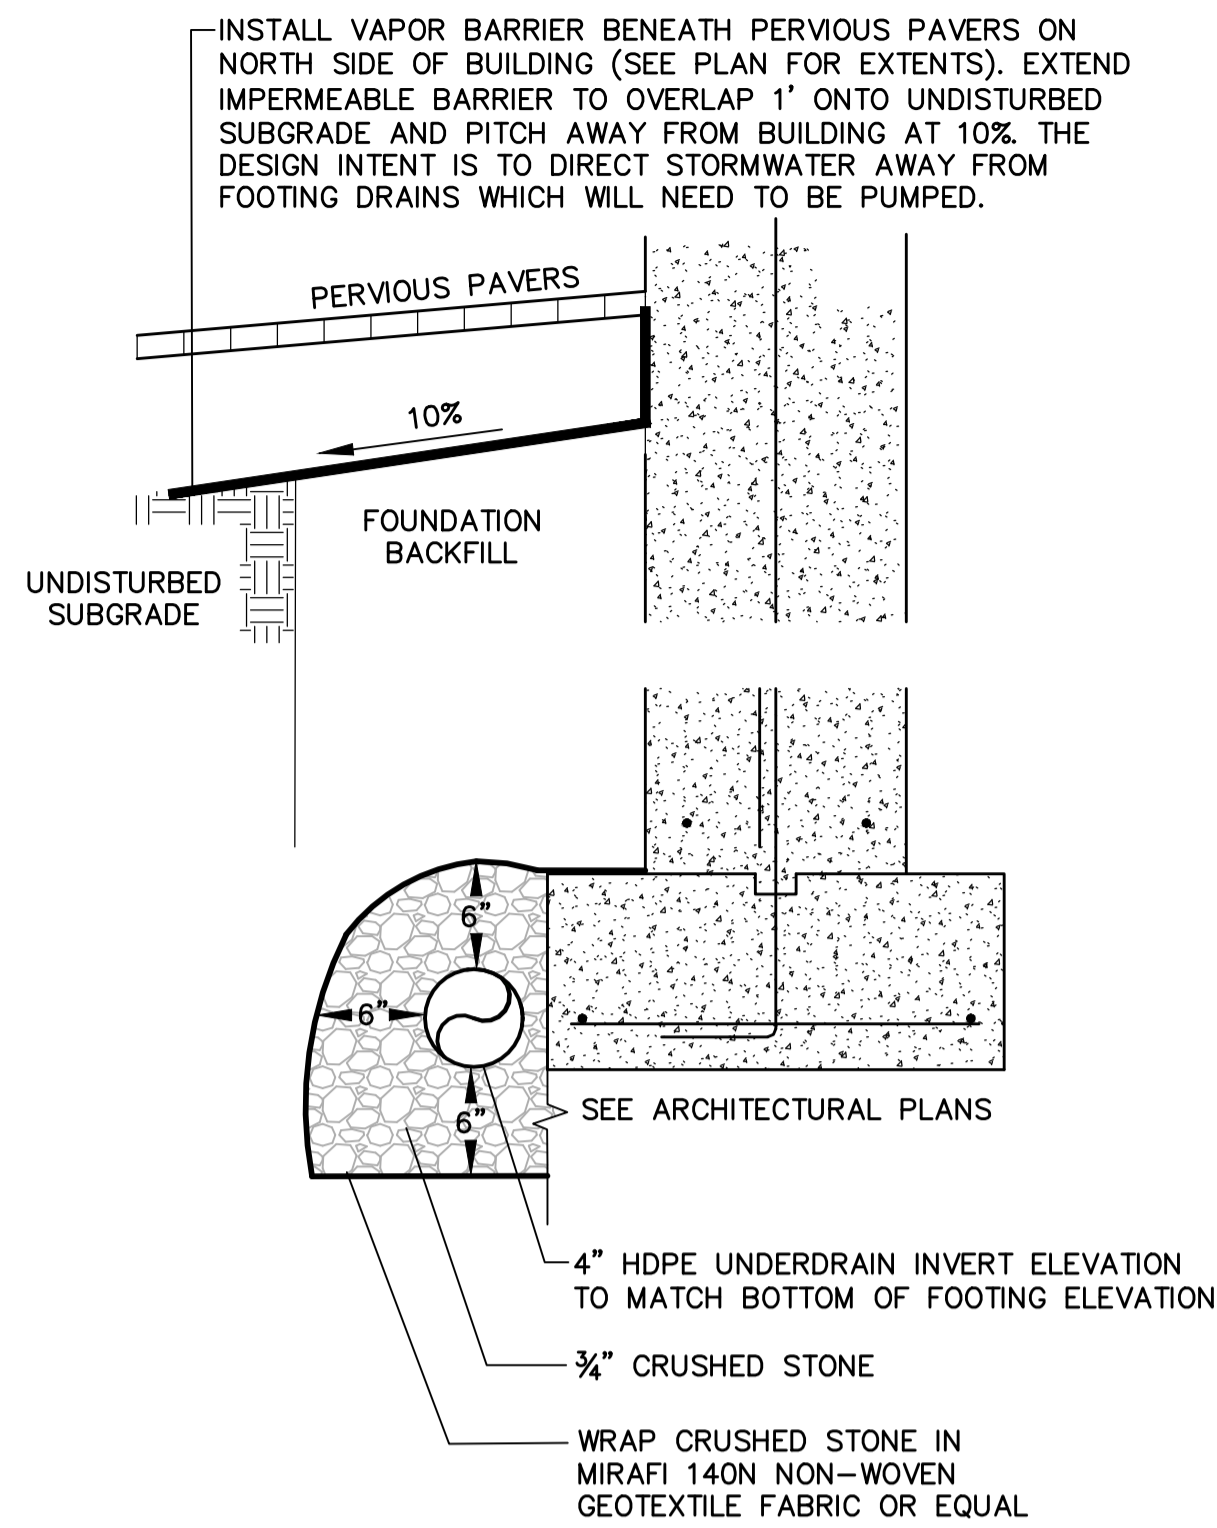 INSTALL VAPOR BARRIER BENEATH PERVIOUS PAVERS ON
NORTH SIDE OF BUILDING (SEE PLAN FOR EXTENTS). EXTEND
IMPERMEABLE BARRIER TO OVERLAP 1' ONTO UNDISTURBED
SUBGRADE AND PITCH AWAY FROM BUILDING AT 10%. THE
DESIGN INTENT IS TO DIRECT STORMWATER AWAY FROM
FOOTING DRAINS WHICH WILL NEED TO BE PUMPED.
PERVIOUS PAVERS
10%
FOUNDATION
BACKFILL
UNDISTURBED
SUBGRADE
6"
6"
6"
SEE ARCHITECTURAL PLANS
4" HDPE UNDERDRAIN INVERT ELEVATION
TO MATCH BOTTOM OF FOOTING ELEVATION
¾" CRUSHED STONE
WRAP CRUSHED STONE IN
MIRAFI 140N NON-WOVEN
GEOTEXTILE FABRIC OR EQUAL